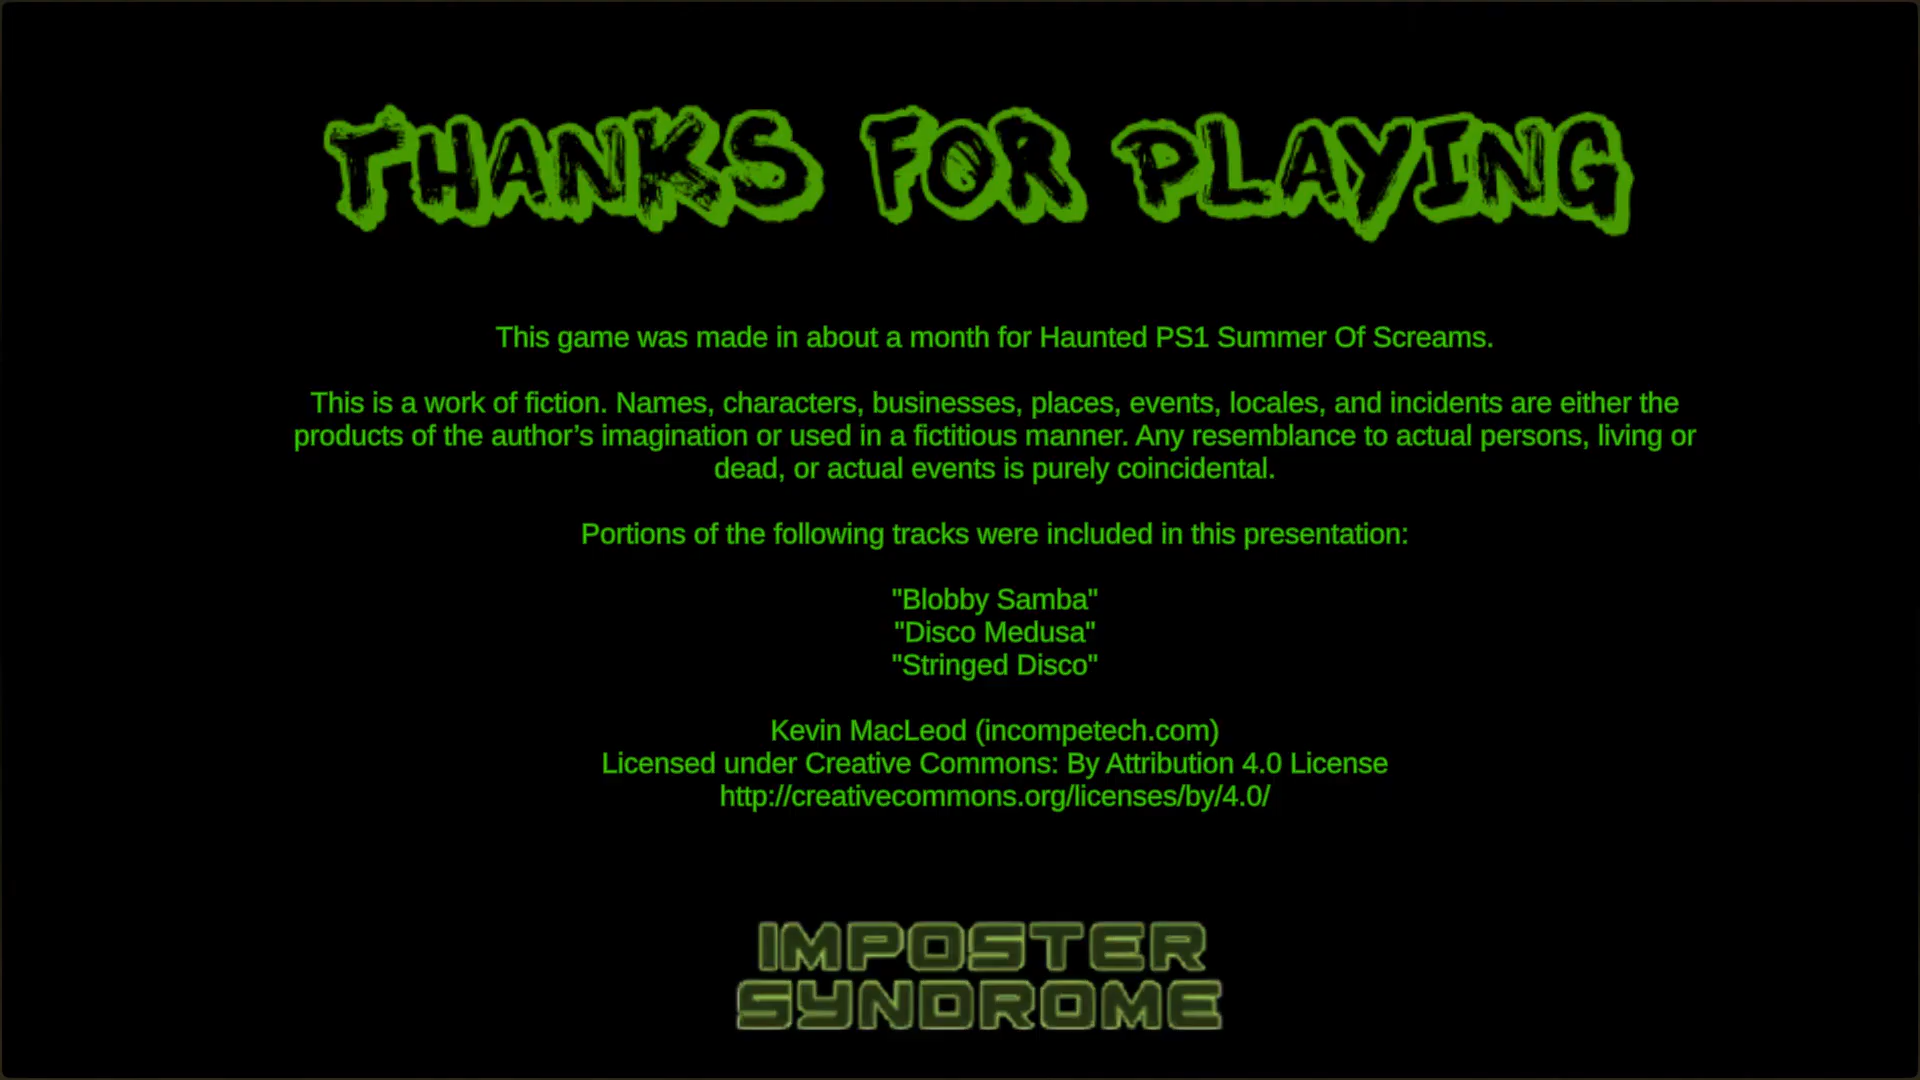 THANKS FOR PLAYING
This game was made in about a month for Haunted PS1 Summer Of Screams.
This is a work of fiction. Names, characters, businesses, places, events, locales, and incidents are either the
products of the author’s imagination or used in a fictitious manner. Any resemblance to actual persons, living or
dead, or actual events is purely coincidental.
Portions of the following tracks were included in this presentation:
"Blobby Samba"
"Disco Medusa"
"Stringed Disco"
Kevin MacLeod (incompetech.com)
Licensed under Creative Commons: By Attribution 4.0 License
http://creativecommons.org/licenses/by/4.0/
IMPOSTER
SYNDROME